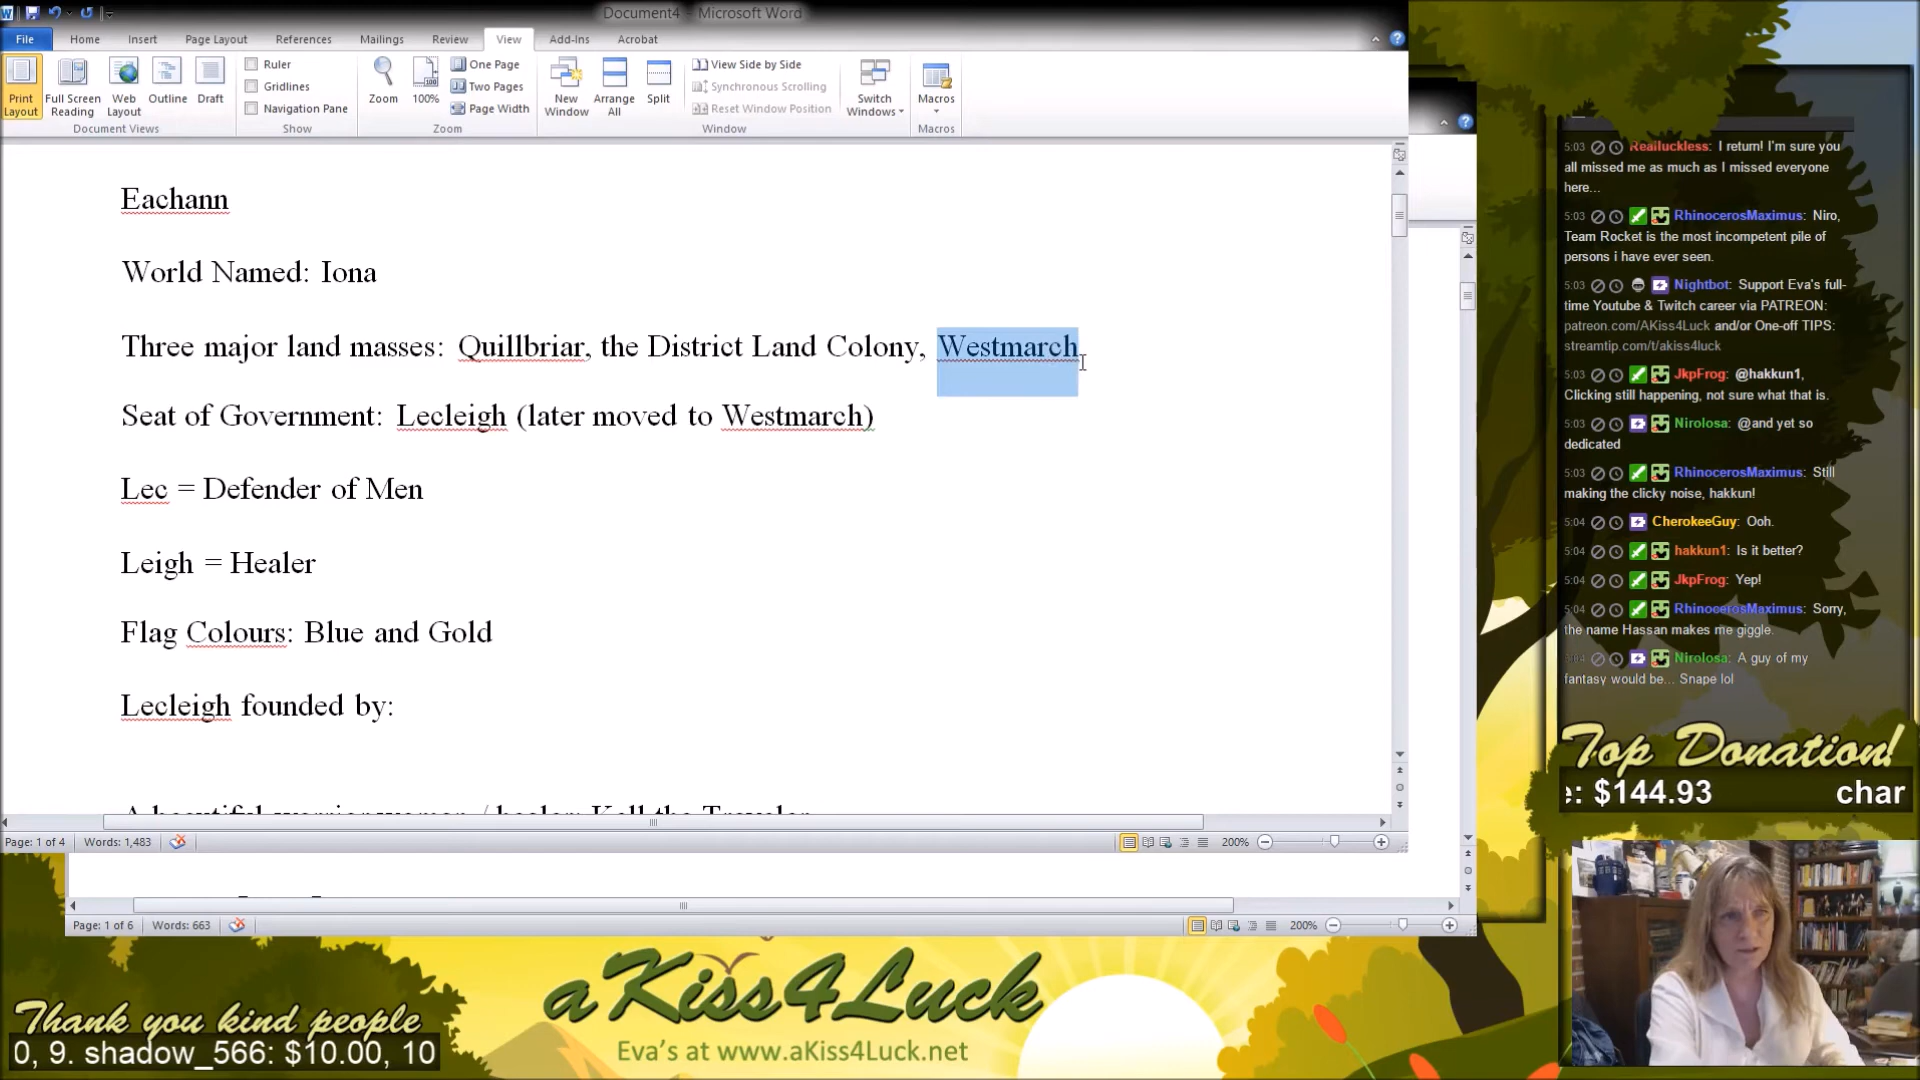 Document4 - Microsoft Word
File Home Insert Page Layout References Mailings Review View Add-Ins Acrobat
Print Layout
Full Screen Reading
Web Layout
Outline
Draft
Document Views
Ruler
Gridlines
Navigation Pane
Show
Zoom
100%
One Page
Two Pages
Page Width
Zoom
New Window
Arrange All
Split
View Side by Side
Synchronous Scrolling
Reset Window Position
Window
Switch Windows
Macros
Macros
Eachann
World Named: Iona
Three major land masses: Quillbriar, the District Land Colony, Westmarch
Seat of Government: Lecleigh (later moved to Westmarch)
Lec = Defender of Men
Leigh = Healer
Flag Colours: Blue and Gold
Lecleigh founded by:
A beautiful warrior woman / healer: Kell the Traveler
Page: 1 of 4 Words: 1,483 200%
Page: 1 of 6 Words: 663 200%
5:03 Realluckless: I return! I'm sure you
all missed me as much as I missed everyone
here...
5:03 RhinocerosMaximus: Niro,
Team Rocket is the most incompetent pile of
persons i have ever seen.
5:03 Nightbot: Support Eva's full-
time Youtube & Twitch career via PATREON:
patreon.com/AKiss4Luck and/or One-off TIPS:
streamtip.com/t/akiss4luck
5:03 JkpFrog: @hakkun1,
Clicking still happening, not sure what that is.
5:03 Nirolosa: @and yet so
dedicated
5:03 RhinocerosMaximus: Still
making the clicky noise, hakkun!
5:04 CherokeeGuy: Ooh.
5:04 hakkun1: Is it better?
5:04 JkpFrog: Yep!
5:04 RhinocerosMaximus: Sorry,
the name Hassan makes me giggle.
5:04 Nirolosa: A guy of my
fantasy would be... Snape lol
Top Donation!
e: $144.93 char
Thank you kind people
0, 9. shadow_566: $10.00, 10
aKiss4Luck
Eva's at www.aKiss4Luck.net